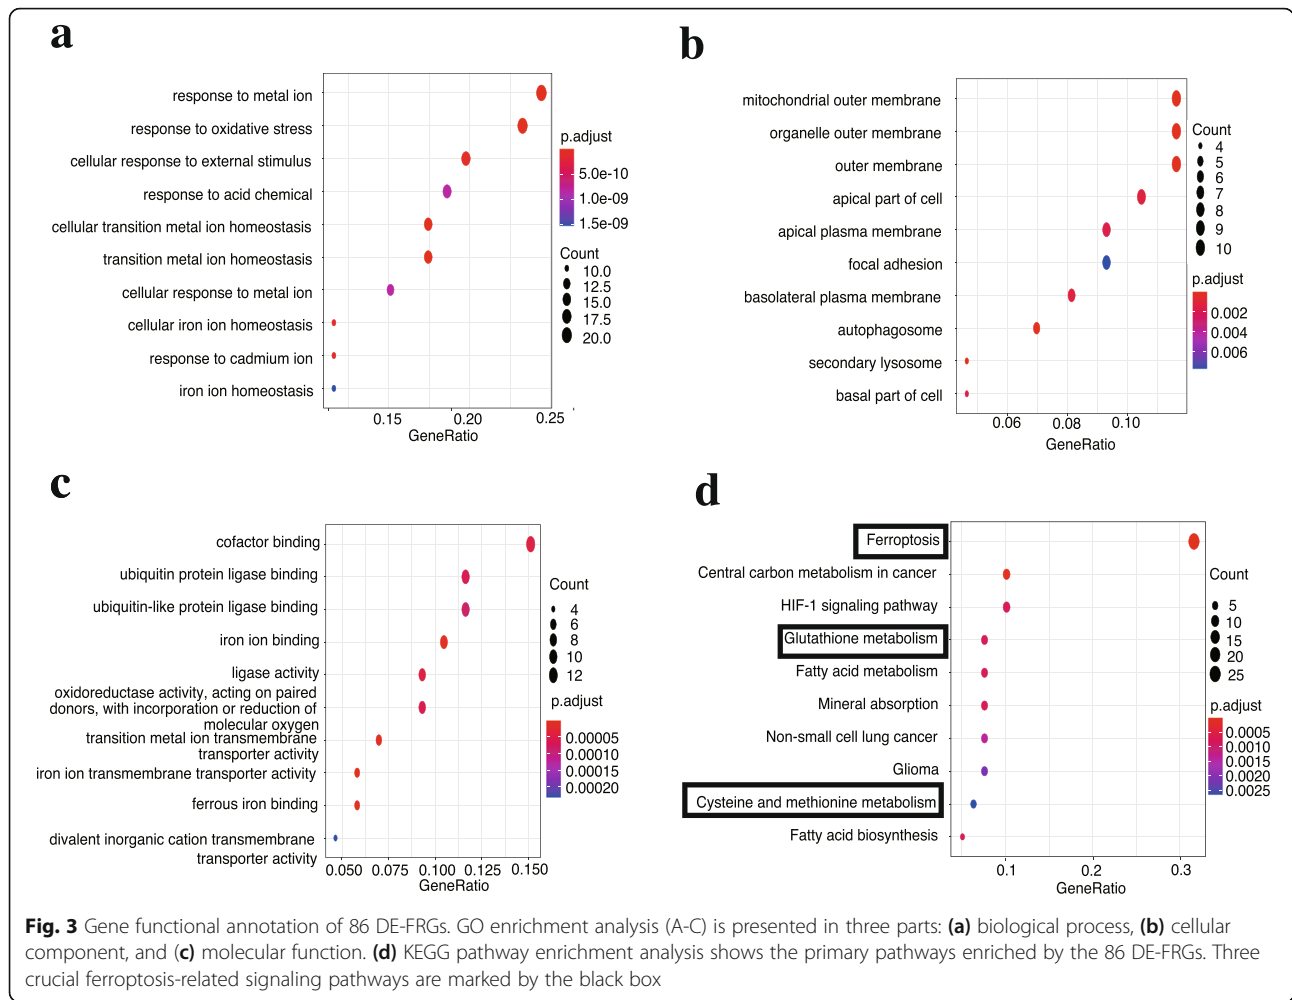 a
response to metal ion
response to oxidative stress
cellular response to external stimulus
response to acid chemical
cellular transition metal ion homeostasis
transition metal ion homeostasis
cellular response to metal ion
cellular iron ion homeostasis
response to cadmium ion
iron ion homeostasis
0.15 0.20 0.25
GeneRatio
p.adjust
5.0e-10
1.0e-09
1.5e-09
Count
10.0
12.5
15.0
17.5
20.0
b
mitochondrial outer membrane
organelle outer membrane
outer membrane
apical part of cell
apical plasma membrane
focal adhesion
basolateral plasma membrane
autophagosome
secondary lysosome
basal part of cell
0.06 0.08 0.10
GeneRatio
Count
4
5
6
7
8
9
10
p.adjust
0.002
0.004
0.006
c
cofactor binding
ubiquitin protein ligase binding
ubiquitin-like protein ligase binding
iron ion binding
ligase activity
oxidoreductase activity, acting on paired
donors, with incorporation or reduction of
molecular oxygen
transition metal ion transmembrane
transporter activity
iron ion transmembrane transporter activity
ferrous iron binding
divalent inorganic cation transmembrane
transporter activity
0.050 0.075 0.100 0.125 0.150
GeneRatio
Count
4
6
8
10
12
p.adjust
0.00005
0.00010
0.00015
0.00020
d
Ferroptosis
Central carbon metabolism in cancer
HIF-1 signaling pathway
Glutathione metabolism
Fatty acid metabolism
Mineral absorption
Non-small cell lung cancer
Glioma
Cysteine and methionine metabolism
Fatty acid biosynthesis
0.1 0.2 0.3
GeneRatio
Count
5
10
15
20
25
p.adjust
0.0005
0.0010
0.0015
0.0020
0.0025
Fig. 3 Gene functional annotation of 86 DE-FRGs. GO enrichment analysis (A-C) is presented in three parts: (a) biological process, (b) cellular
component, and (c) molecular function. (d) KEGG pathway enrichment analysis shows the primary pathways enriched by the 86 DE-FRGs. Three
crucial ferroptosis-related signaling pathways are marked by the black box